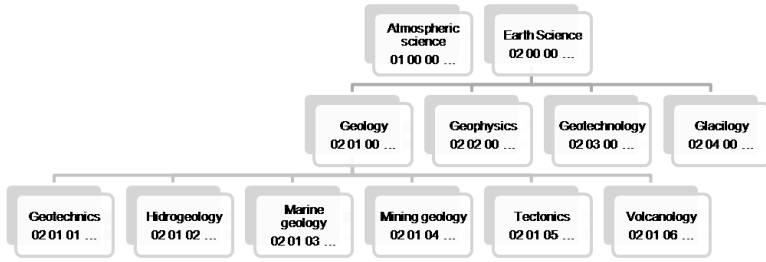 Atmospheric
science
01 00 00 ...
Earth Science
02 00 00 ...
Geology
02 01 00 ...
Geophysics
02 02 00 ...
Geotechnology
02 03 00 ...
Glacilogy
02 04 00 ...
Geotechnics
02 01 01 ...
Hidrogeology
02 01 02 ...
Marine
geology
02 01 03 ...
Mining geology
02 01 04 ...
Tectonics
02 01 05 ...
Volcanology
02 01 06 ...